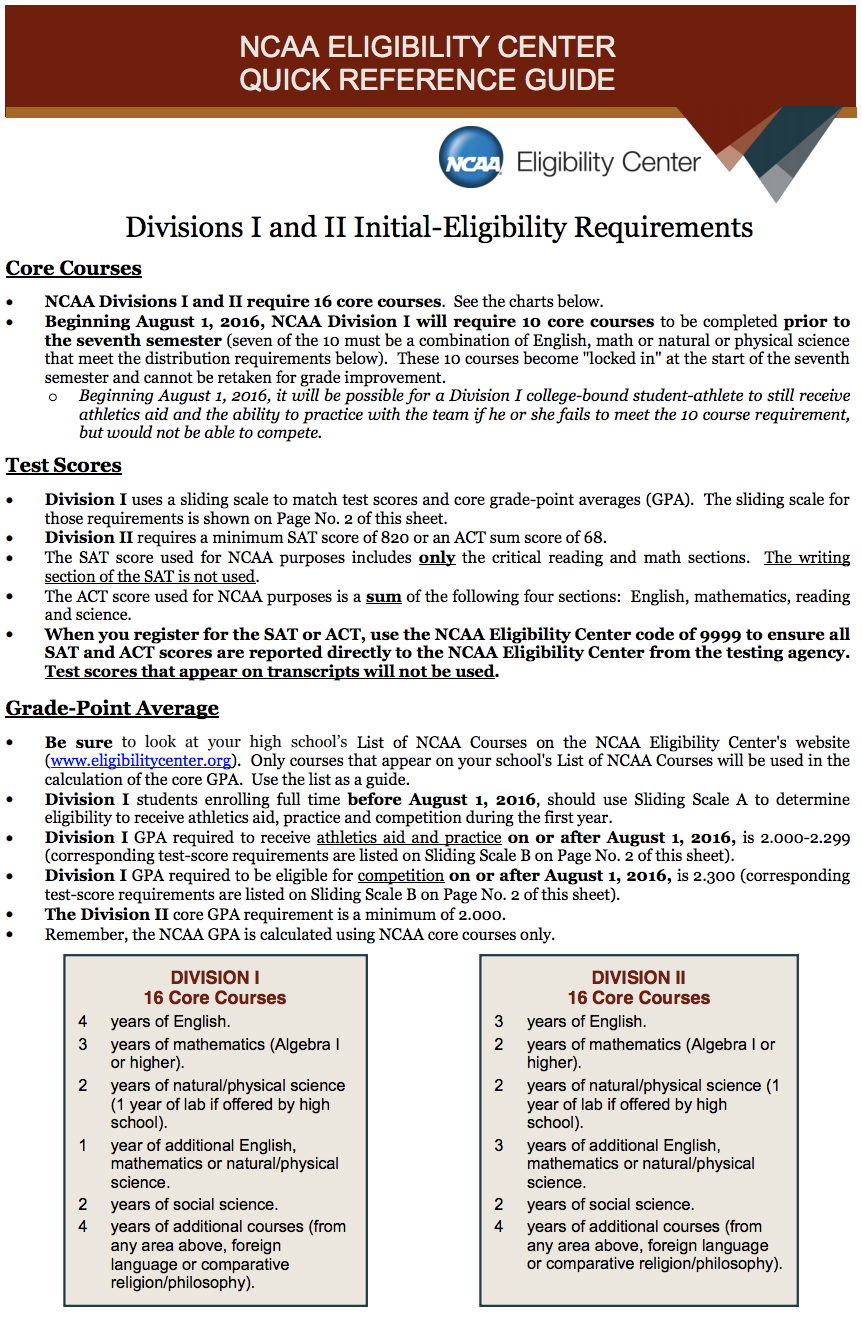 NCAA ELIGIBILITY CENTER
QUICK REFERENCE GUIDE
NCAA Eligibility Center
Divisions I and II Initial-Eligibility Requirements
Core Courses
• NCAA Divisions I and II require 16 core courses. See the charts below.
• Beginning August 1, 2016, NCAA Division I will require 10 core courses to be completed prior to
the seventh semester (seven of the 10 must be a combination of English, math or natural or physical science
that meet the distribution requirements below). These 10 courses become "locked in" at the start of the seventh
semester and cannot be retaken for grade improvement.
o Beginning August 1, 2016, it will be possible for a Division I college-bound student-athlete to still receive
athletics aid and the ability to practice with the team if he or she fails to meet the 10 course requirement,
but would not be able to compete.
Test Scores
• Division I uses a sliding scale to match test scores and core grade-point averages (GPA). The sliding scale for
those requirements is shown on Page No. 2 of this sheet.
• Division II requires a minimum SAT score of 820 or an ACT sum score of 68.
• The SAT score used for NCAA purposes includes only the critical reading and math sections. The writing
section of the SAT is not used.
• The ACT score used for NCAA purposes is a sum of the following four sections: English, mathematics, reading
and science.
• When you register for the SAT or ACT, use the NCAA Eligibility Center code of 9999 to ensure all
SAT and ACT scores are reported directly to the NCAA Eligibility Center from the testing agency.
Test scores that appear on transcripts will not be used.
Grade-Point Average
• Be sure to look at your high school's List of NCAA Courses on the NCAA Eligibility Center's website
(www.eligibilitycenter.org). Only courses that appear on your school's List of NCAA Courses will be used in the
calculation of the core GPA. Use the list as a guide.
• Division I students enrolling full time before August 1, 2016, should use Sliding Scale A to determine
eligibility to receive athletics aid, practice and competition during the first year.
• Division I GPA required to receive athletics aid and practice on or after August 1, 2016, is 2.000-2.299
(corresponding test-score requirements are listed on Sliding Scale B on Page No. 2 of this sheet).
• Division I GPA required to be eligible for competition on or after August 1, 2016, is 2.300 (corresponding
test-score requirements are listed on Sliding Scale B on Page No. 2 of this sheet).
• The Division II core GPA requirement is a minimum of 2.000.
• Remember, the NCAA GPA is calculated using NCAA core courses only.
DIVISION I
16 Core Courses
4 years of English.
3 years of mathematics (Algebra I
or higher).
2 years of natural/physical science
(1 year of lab if offered by high
school).
1 year of additional English,
mathematics or natural/physical
science.
2 years of social science.
4 years of additional courses (from
any area above, foreign
language or comparative
religion/philosophy).
DIVISION II
16 Core Courses
3 years of English.
2 years of mathematics (Algebra I or
higher).
2 years of natural/physical science (1
year of lab if offered by high
school).
3 years of additional English,
mathematics or natural/physical
science.
2 years of social science.
4 years of additional courses (from
any area above, foreign language
or comparative religion/philosophy).